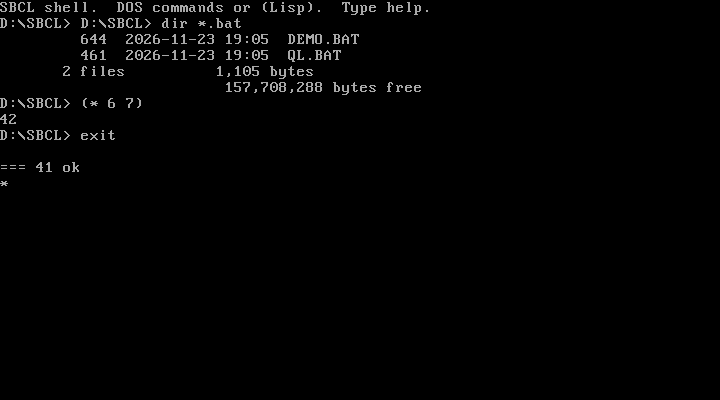 SBCL shell.  DOS commands or (Lisp).  Type help.
D:\SBCL> D:\SBCL> dir *.bat
         644  2026-11-23 19:05  DEMO.BAT
         461  2026-11-23 19:05  QL.BAT
       2 files          1,105 bytes
                         157,708,288 bytes free
D:\SBCL> (* 6 7)
42
D:\SBCL> exit

=== 41 ok
*